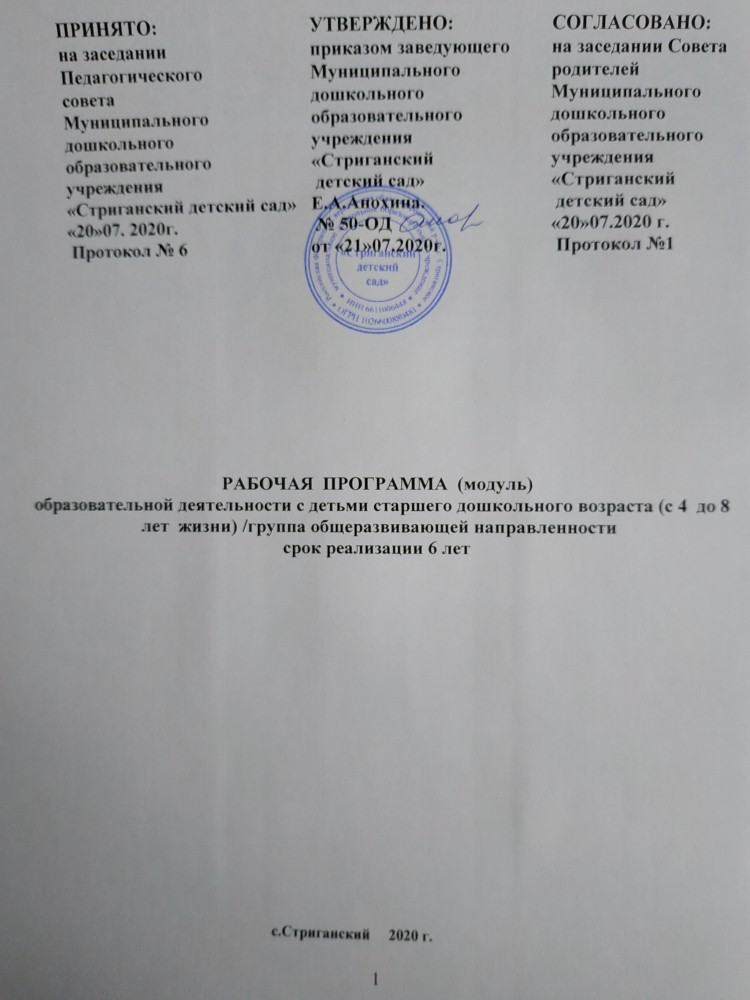 ПРИНЯТО:
на заседании
Педагогического
совета
Муниципального
дошкольного
образовательного
учреждения
«Стриганский детский сад»
«20»07. 2020г.
Протокол № 6
УТВЕРЖДЕНО:
приказом заведующего
Муниципального
дошкольного
образовательного
учреждения
«Стриганский
детский сад»
Е.А.Анохина.
№ 50-ОД
от «21»07.2020г.
«Стриганский
детский
сад»
СОГЛАСОВАНО:
на заседании Совета
родителей
Муниципального
дошкольного
образовательного
учреждения
«Стриганский
детский сад»
«20»07.2020 г.
Протокол №1
РАБОЧАЯ ПРОГРАММА (модуль)
образовательной деятельности с детьми старшего дошкольного возраста (с 4 до 8
лет жизни) /группа общеразвивающей направленности
срок реализации 6 лет
с.Стриганский 2020 г.
1